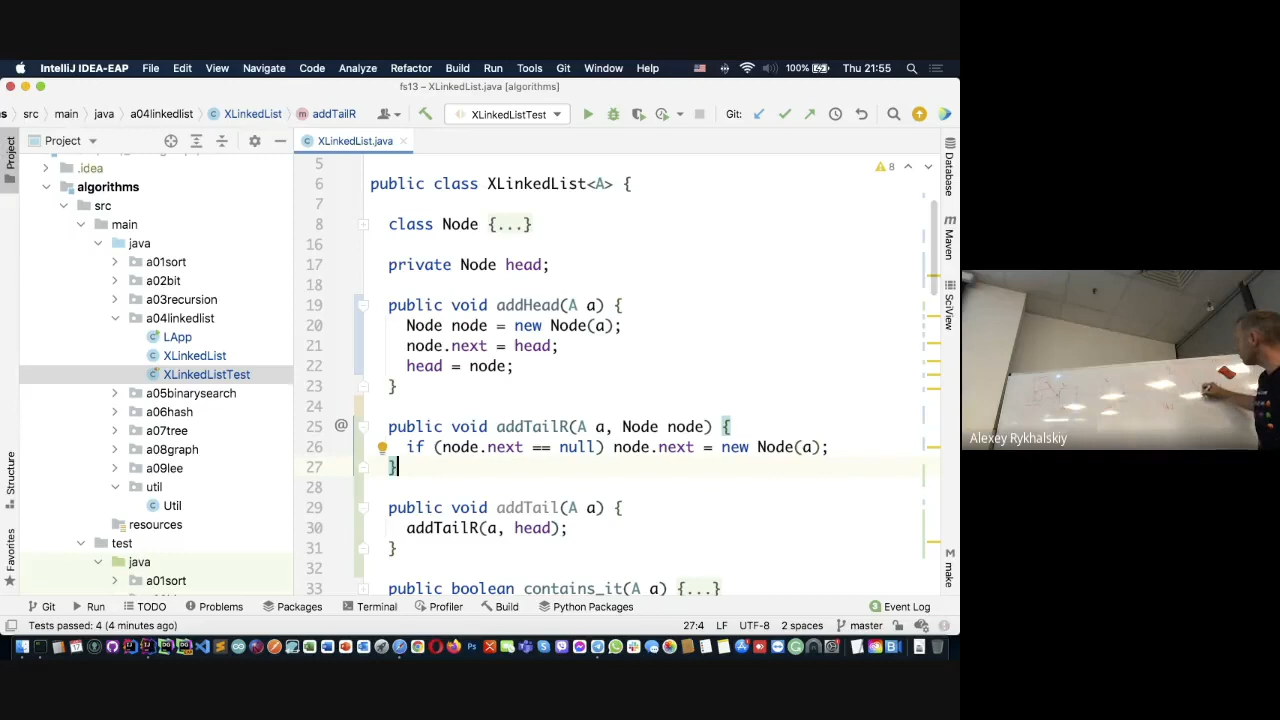 IntelliJ IDEA-EAP File Edit View Navigate Code Analyze Refactor Build Run Tools Git Window Help 100% Thu 21:55
fs13 – XLinkedList.java [algorithms]
s src main java a04linkedlist XLinkedList addTailR XLinkedListTest Git:
Project XLinkedList.java
.idea
algorithms
src
main
java
a01sort
a02bit
a03recursion
a04linkedlist
LApp
XLinkedList
XLinkedListTest
a05binarysearch
a06hash
a07tree
a08graph
a09lee
util
Util
resources
test
java
a01sort
Project
Structure
Favorites
5
6 public class XLinkedList<A> {
7
8 class Node {...}
16
17 private Node head;
18
19 public void addHead(A a) {
20 Node node = new Node(a);
21 node.next = head;
22 head = node;
23 }
24
25 @ public void addTailR(A a, Node node) {
26 if (node.next == null) node.next = new Node(a);
27 }
28
29 public void addTail(A a) {
30 addTailR(a, head);
31 }
32
33 public boolean contains_it(A a) {...}
8
Database
m Maven
SciView
M make
Git Run TODO Problems Packages Terminal Profiler Build Python Packages Event Log
Tests passed: 4 (4 minutes ago) 27:4 LF UTF-8 2 spaces master
Alexey Rykhalskiy